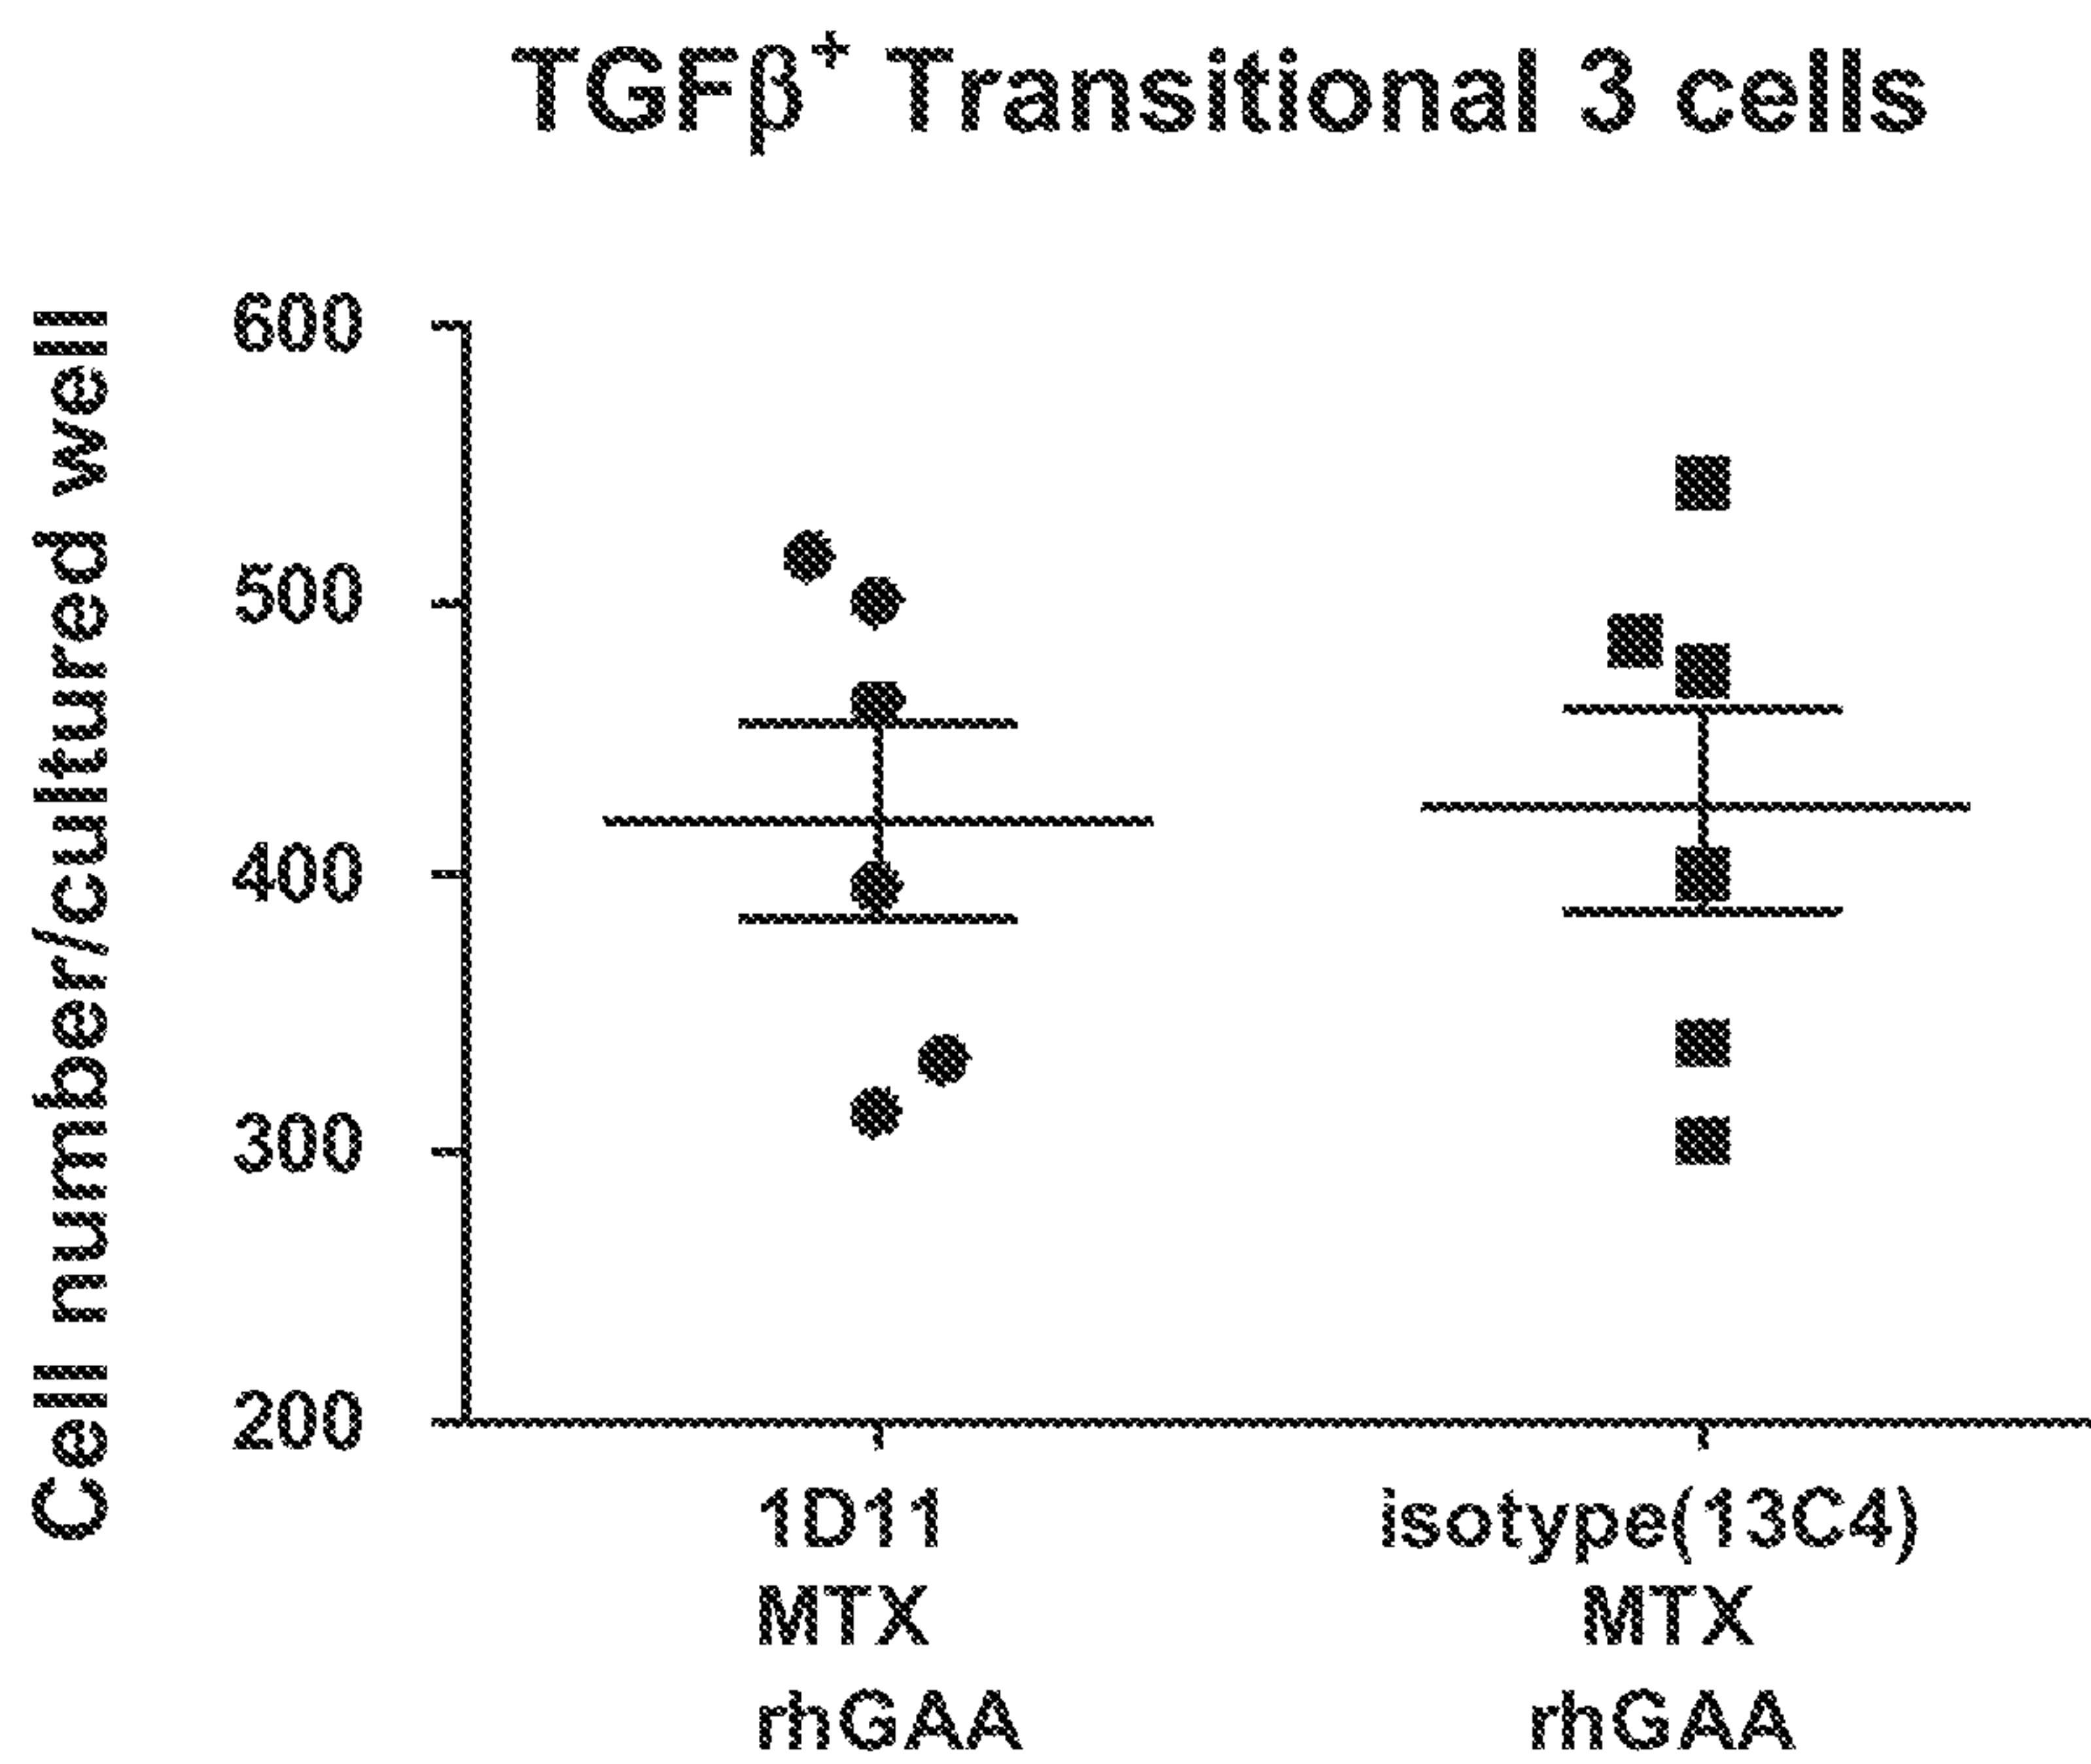 TGFβ⁺ Transitional 3 cells
Cell number/cultured well
600
500
400
300
200
1D11
MTX
rhGAA
isotype(13C4)
MTX
rhGAA